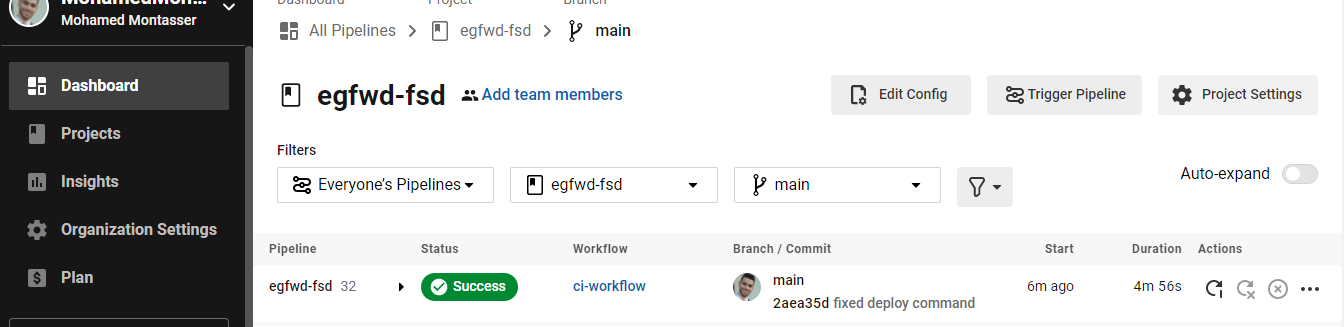 MohamedMon...
Mohamed Montasser
Dashboard
Projects
Insights
Organization Settings
Plan
Dashboard Project Branch
All Pipelines egfwd-fsd main
egfwd-fsd Add team members Edit Config Trigger Pipeline Project Settings
Filters
Everyone's Pipelines egfwd-fsd main Auto-expand
Pipeline Status Workflow Branch / Commit Start Duration Actions
egfwd-fsd 32 Success ci-workflow main 6m ago 4m 56s
2aea35d fixed deploy command